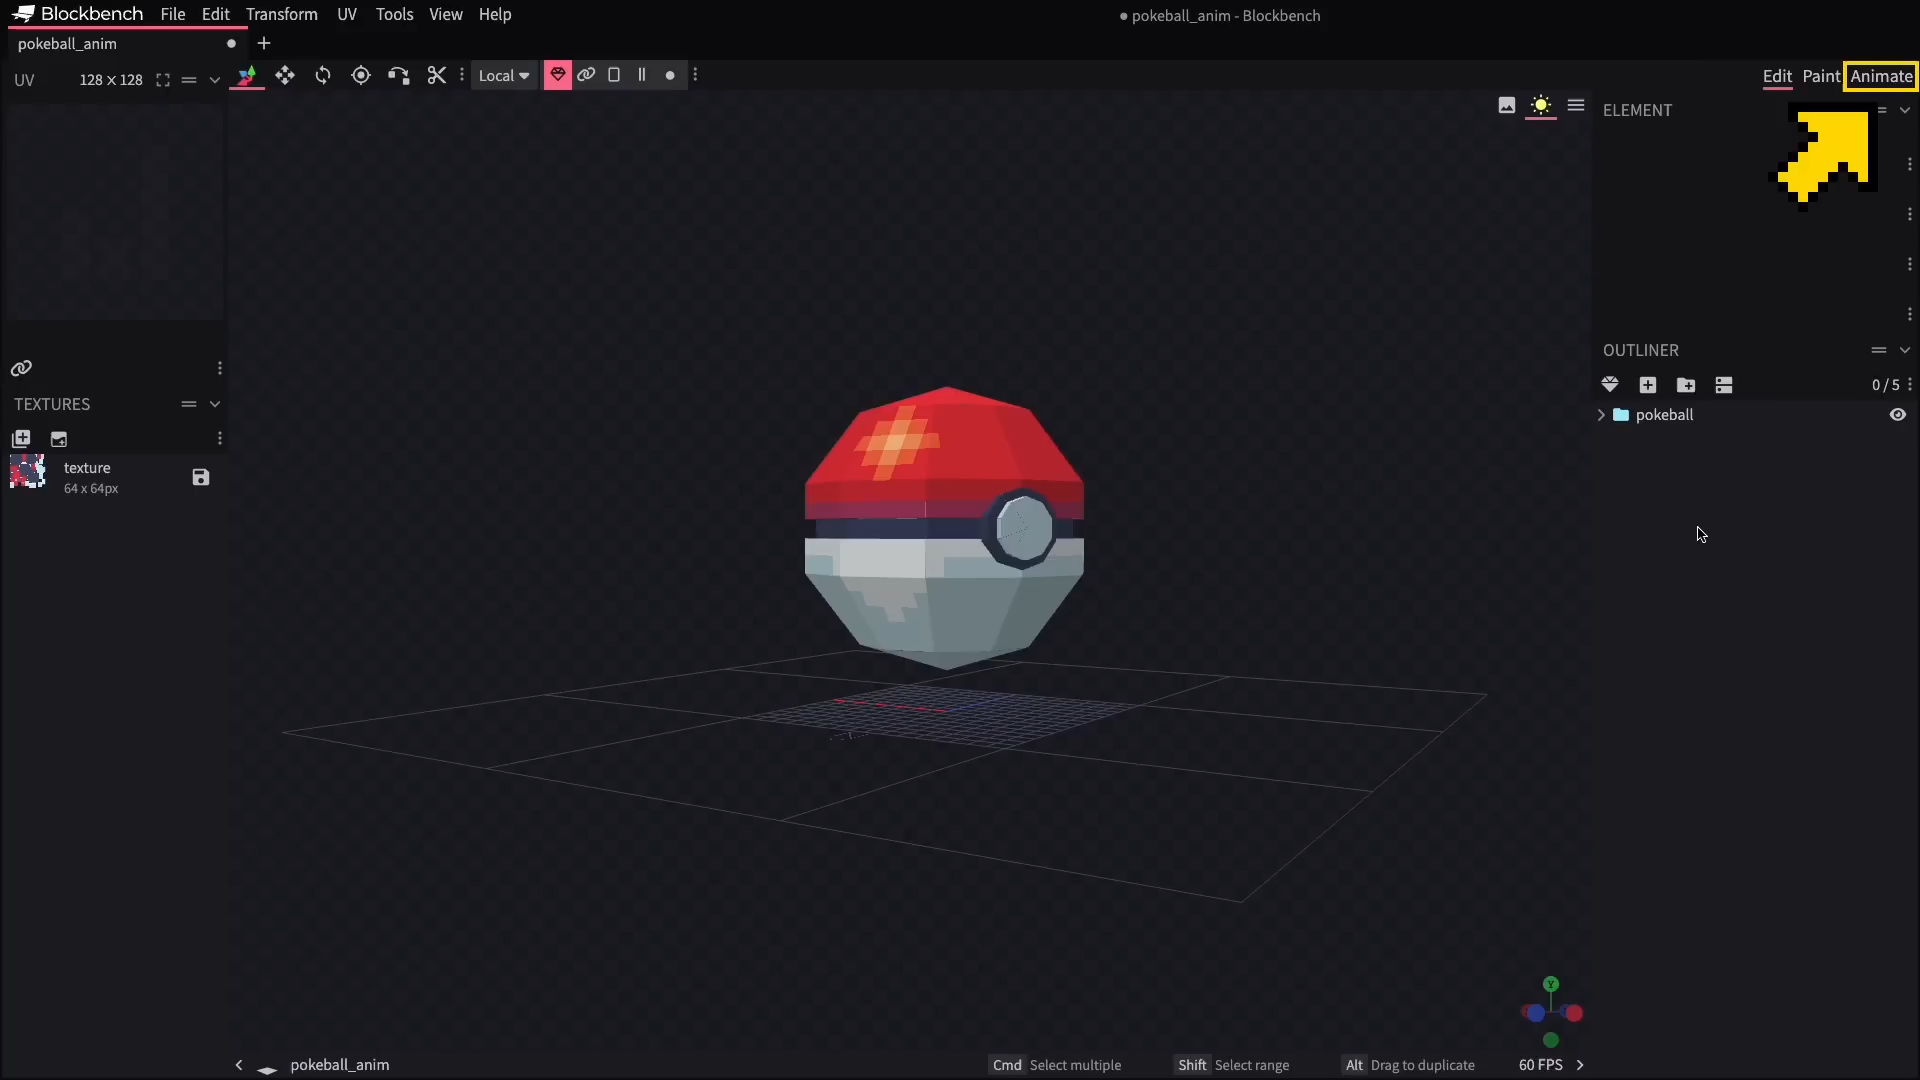 Blockbench File Edit Transform UV Tools View Help
pokeball_anim - Blockbench
pokeball_anim
UV 128 × 128
Local
Edit Paint Animate
ELEMENT
OUTLINER
0 / 5
pokeball
TEXTURES
texture
64 x 64px
Y
pokeball_anim
Cmd Select multiple
Shift Select range
Alt Drag to duplicate
60 FPS